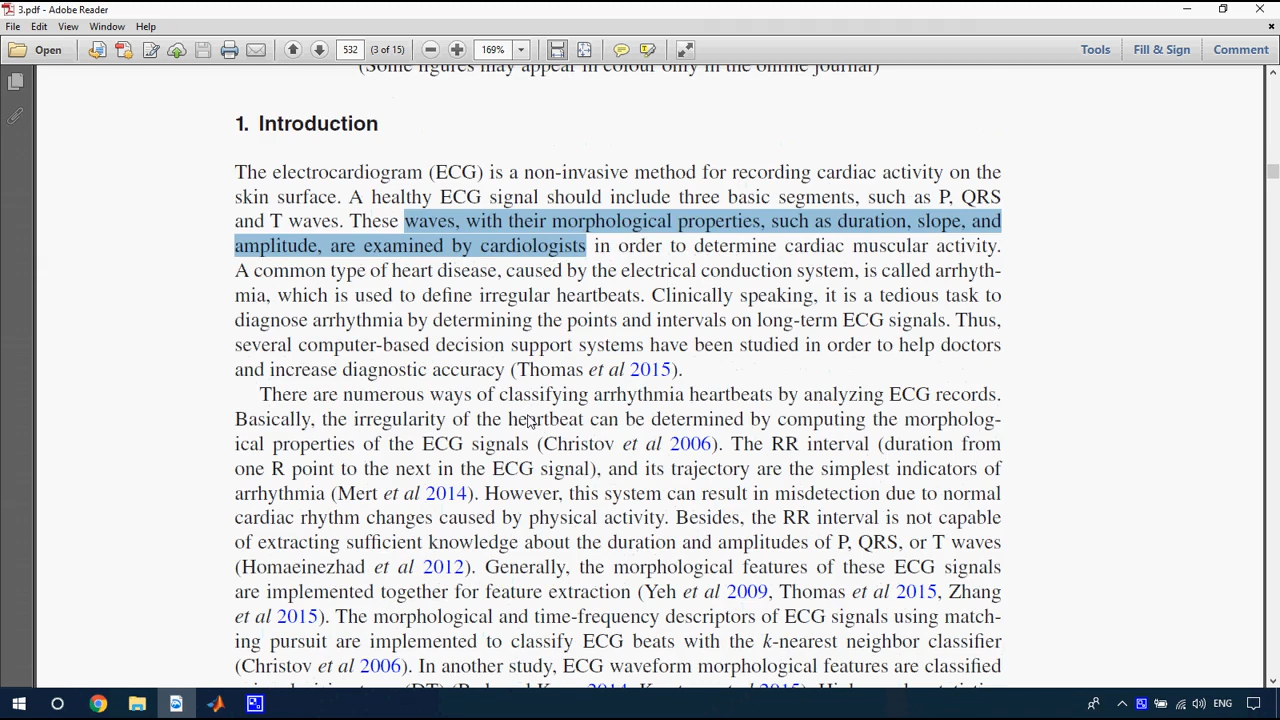 3.pdf - Adobe Reader
File Edit View Window Help
Open 532 (3 of 15) 169% Tools Fill & Sign Comment
(Some figures may appear in colour only in the online journal)
1. Introduction
The electrocardiogram (ECG) is a non-invasive method for recording cardiac activity on the
skin surface. A healthy ECG signal should include three basic segments, such as P, QRS
and T waves. These waves, with their morphological properties, such as duration, slope, and
amplitude, are examined by cardiologists in order to determine cardiac muscular activity.
A common type of heart disease, caused by the electrical conduction system, is called arrhyth-
mia, which is used to define irregular heartbeats. Clinically speaking, it is a tedious task to
diagnose arrhythmia by determining the points and intervals on long-term ECG signals. Thus,
several computer-based decision support systems have been studied in order to help doctors
and increase diagnostic accuracy (Thomas et al 2015).
There are numerous ways of classifying arrhythmia heartbeats by analyzing ECG records.
Basically, the irregularity of the heartbeat can be determined by computing the morpholog-
ical properties of the ECG signals (Christov et al 2006). The RR interval (duration from
one R point to the next in the ECG signal), and its trajectory are the simplest indicators of
arrhythmia (Mert et al 2014). However, this system can result in misdetection due to normal
cardiac rhythm changes caused by physical activity. Besides, the RR interval is not capable
of extracting sufficient knowledge about the duration and amplitudes of P, QRS, or T waves
(Homaeinezhad et al 2012). Generally, the morphological features of these ECG signals
are implemented together for feature extraction (Yeh et al 2009, Thomas et al 2015, Zhang
et al 2015). The morphological and time-frequency descriptors of ECG signals using match-
ing pursuit are implemented to classify ECG beats with the k-nearest neighbor classifier
(Christov et al 2006). In another study, ECG waveform morphological features are classified
ENG